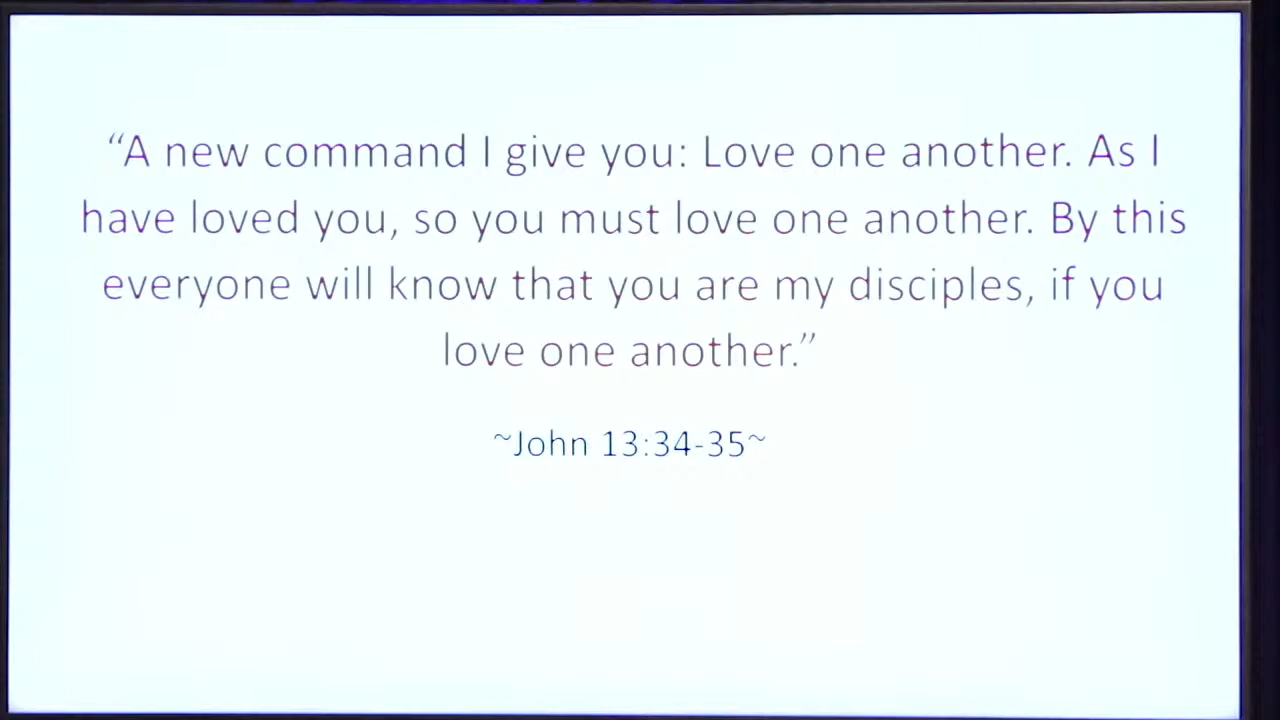 “A new command I give you: Love one another. As I
have loved you, so you must love one another. By this
everyone will know that you are my disciples, if you
love one another.”
~John 13:34-35~